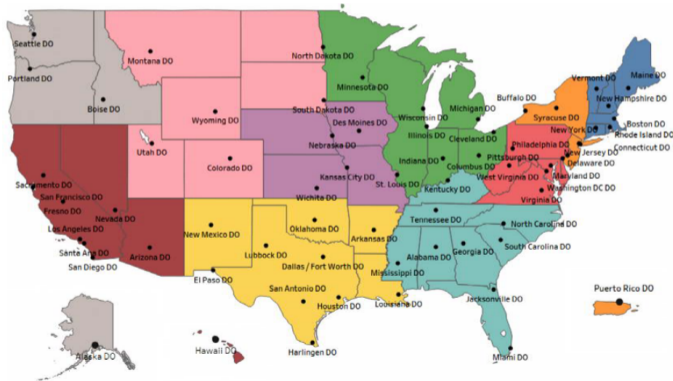 Seattle DO
Portland DO
Boise DO
Montana DO
Wyoming DO
Utah DO
Colorado DO
North Dakota DO
South Dakota DO
Minnesota DO
Des Moines DO
Nebraska DO
Kansas City DO
Wichita DO
St. Louis DO
Wisconsin DO
Illinois DO
Michigan DO
Indiana DO
Cleveland DO
Columbus DO
Kentucky DO
Buffalo DO
Syracuse DO
New York DO
New Jersey DO
Vermont DO
Maine DO
New Hampshire DO
Boston DO
Rhode Island DO
Connecticut DO
Philadelphia DO
Pittsburgh DO
Delaware DO
Maryland DO
West Virginia DO
Washington DC DO
Virginia DO
Sacramento DO
San Francisco DO
Fresno DO
Nevada DO
Los Angeles DO
Santa Ana DO
San Diego DO
Arizona DO
New Mexico DO
El Paso DO
Lubbock DO
Oklahoma DO
Dallas / Fort Worth DO
San Antonio DO
Houston DO
Harlingen DO
Arkansas DO
Louisiana DO
Mississippi DO
Tennessee DO
Alabama DO
Georgia DO
North Carolina DO
South Carolina DO
Jacksonville DO
Miami DO
Puerto Rico DO
Alaska DO
Hawaii DO